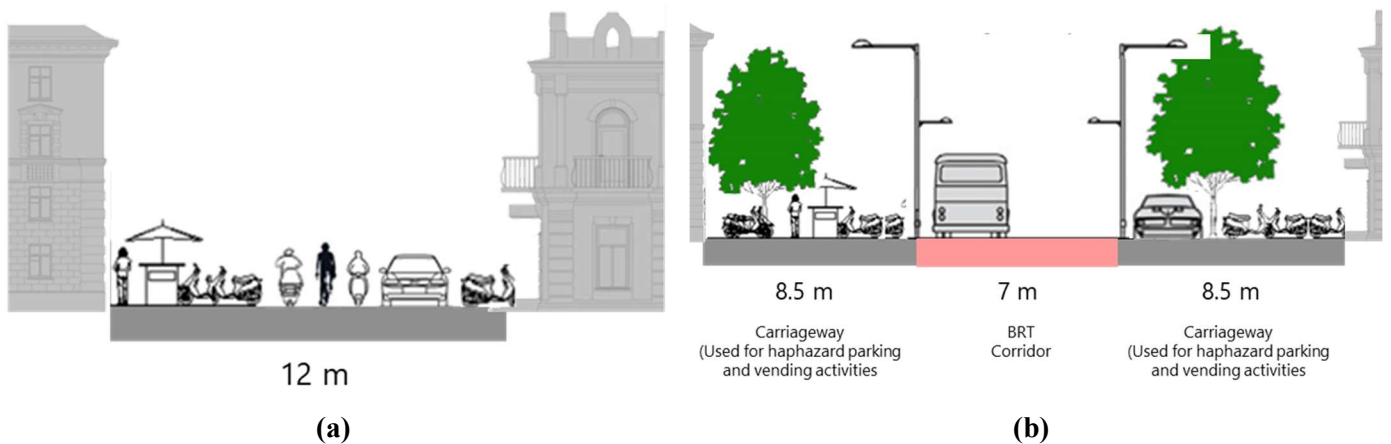 12 m
(a)
8.5 m
7 m
8.5 m
Carriageway
(Used for haphazard parking
and vending activities
BRT
Corridor
Carriageway
(Used for haphazard parking
and vending activities
(b)